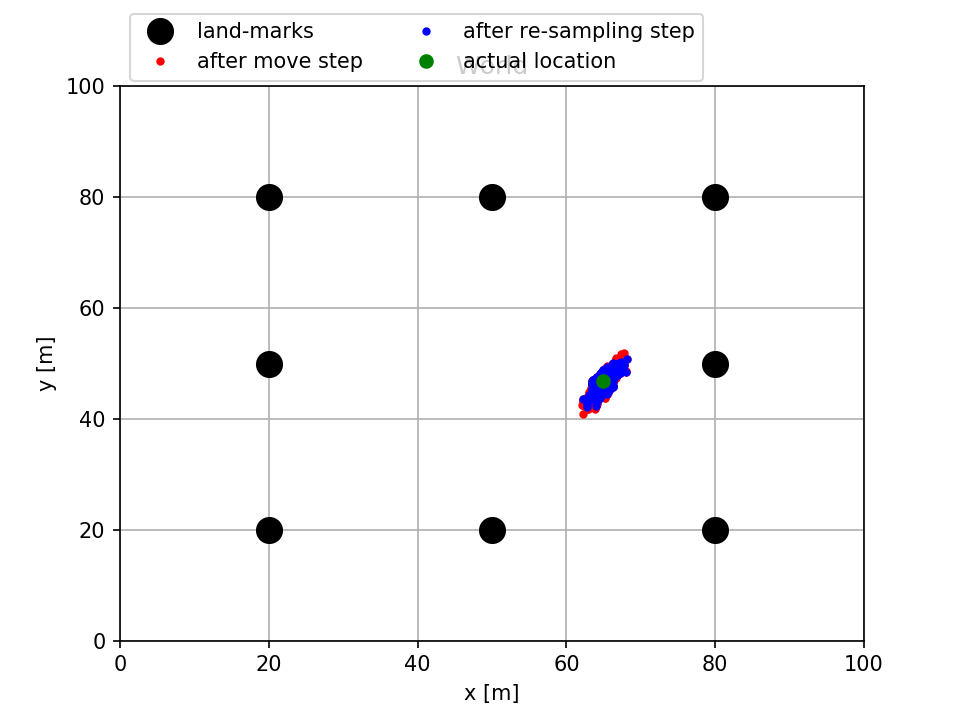 land-marks
after move step
after re-sampling step
actual location
World
100
80
60
40
20
0
y [m]
0 20 40 60 80 100
x [m]